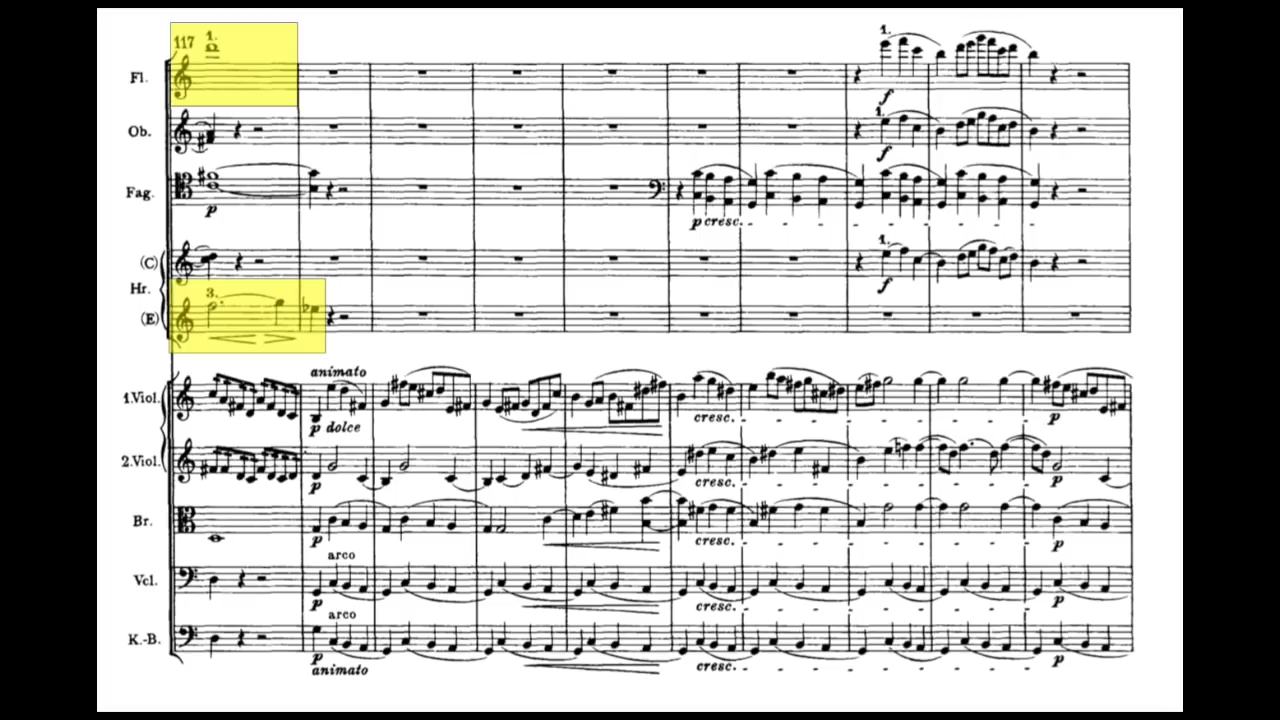 117 1.
Fl.
1.
f
Ob.
1.
f
Fag.
p
p cresc.
(C)
1.
f
Hr.
3.
(E)
animato
1.Viol.
p dolce
cresc.
p
2.Viol.
p
cresc.
p
Br.
p
cresc.
p
arco
Vcl.
p
cresc.
p
arco
K.-B.
p
cresc.
p
animato